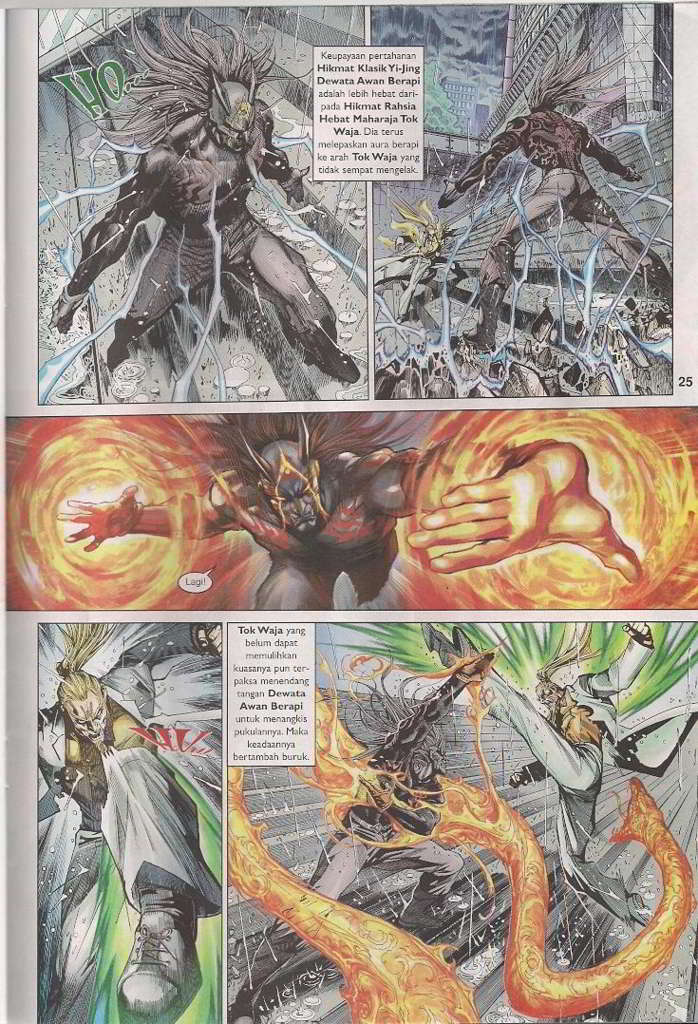 HO...
Keupayaan pertahanan
Hikmat Klasik Yi-Jing
Dewata Awan Berapi
adalah lebih hebat dari-
pada Hikmat Rahsia
Hebat Maharaja Tok
Waja. Dia terus
melepaskan aura berapi
ke arah Tok Waja yang
tidak sempat mengelak.
25
Lagi!
Tok Waja yang
belum dapat
memulihkan
kuasanya pun ter-
paksa menendang
tangan Dewata
Awan Berapi
untuk menangkis
pukulannya. Maka
keadaannya
bertambah buruk.